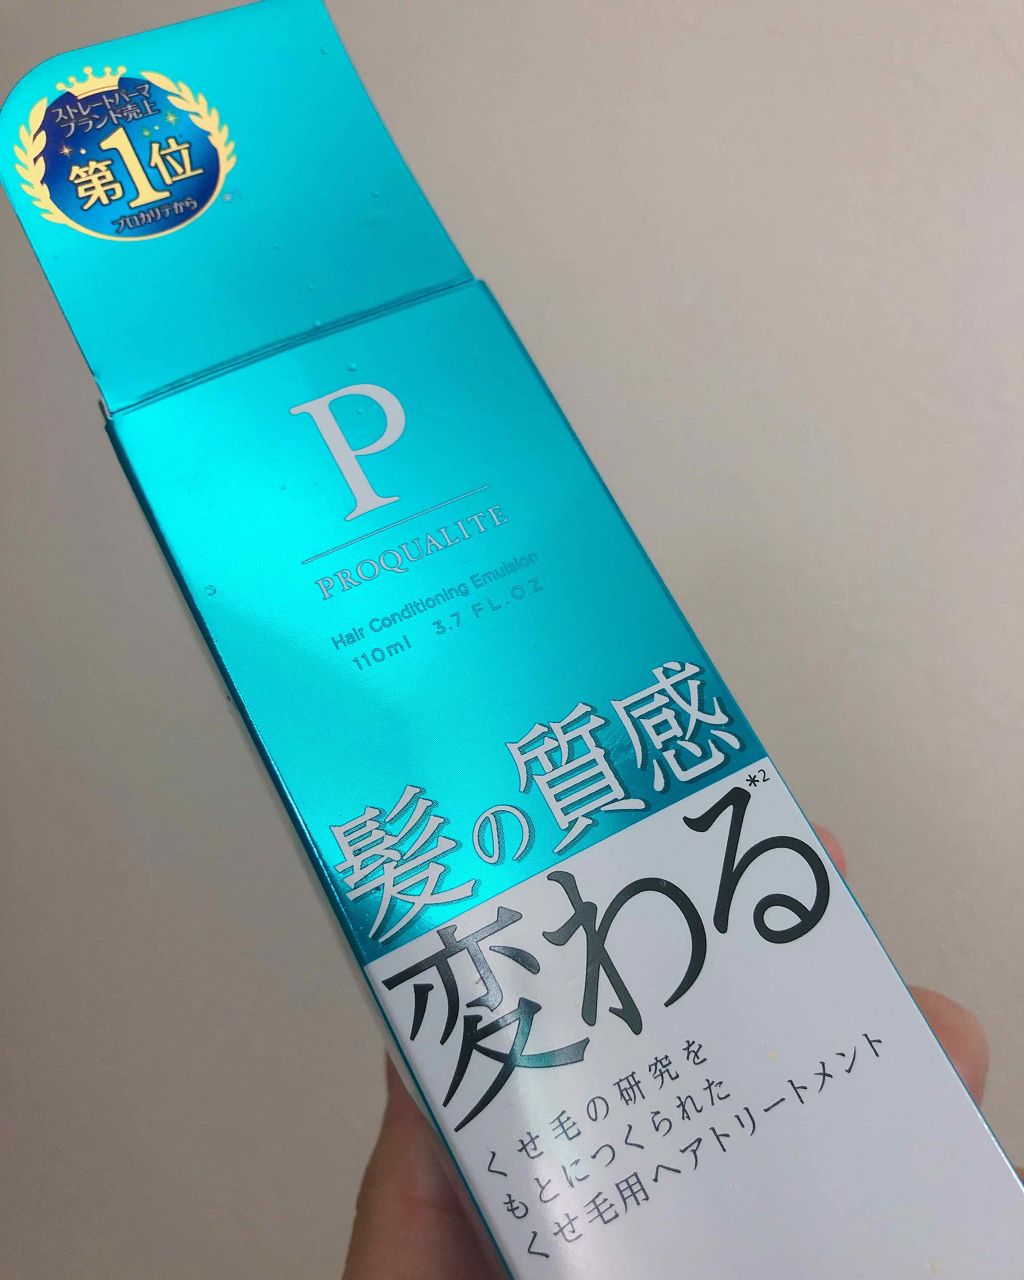 ストレートパーマ
ブランド売上
第1位
プロカリテから
*1
P
PROQUALITE
Hair Conditioning Emulsion
110ml 3.7 FL.OZ
髪の質感
変わる*2
くせ毛の研究を
もとにつくられた
くせ毛用ヘアトリートメント